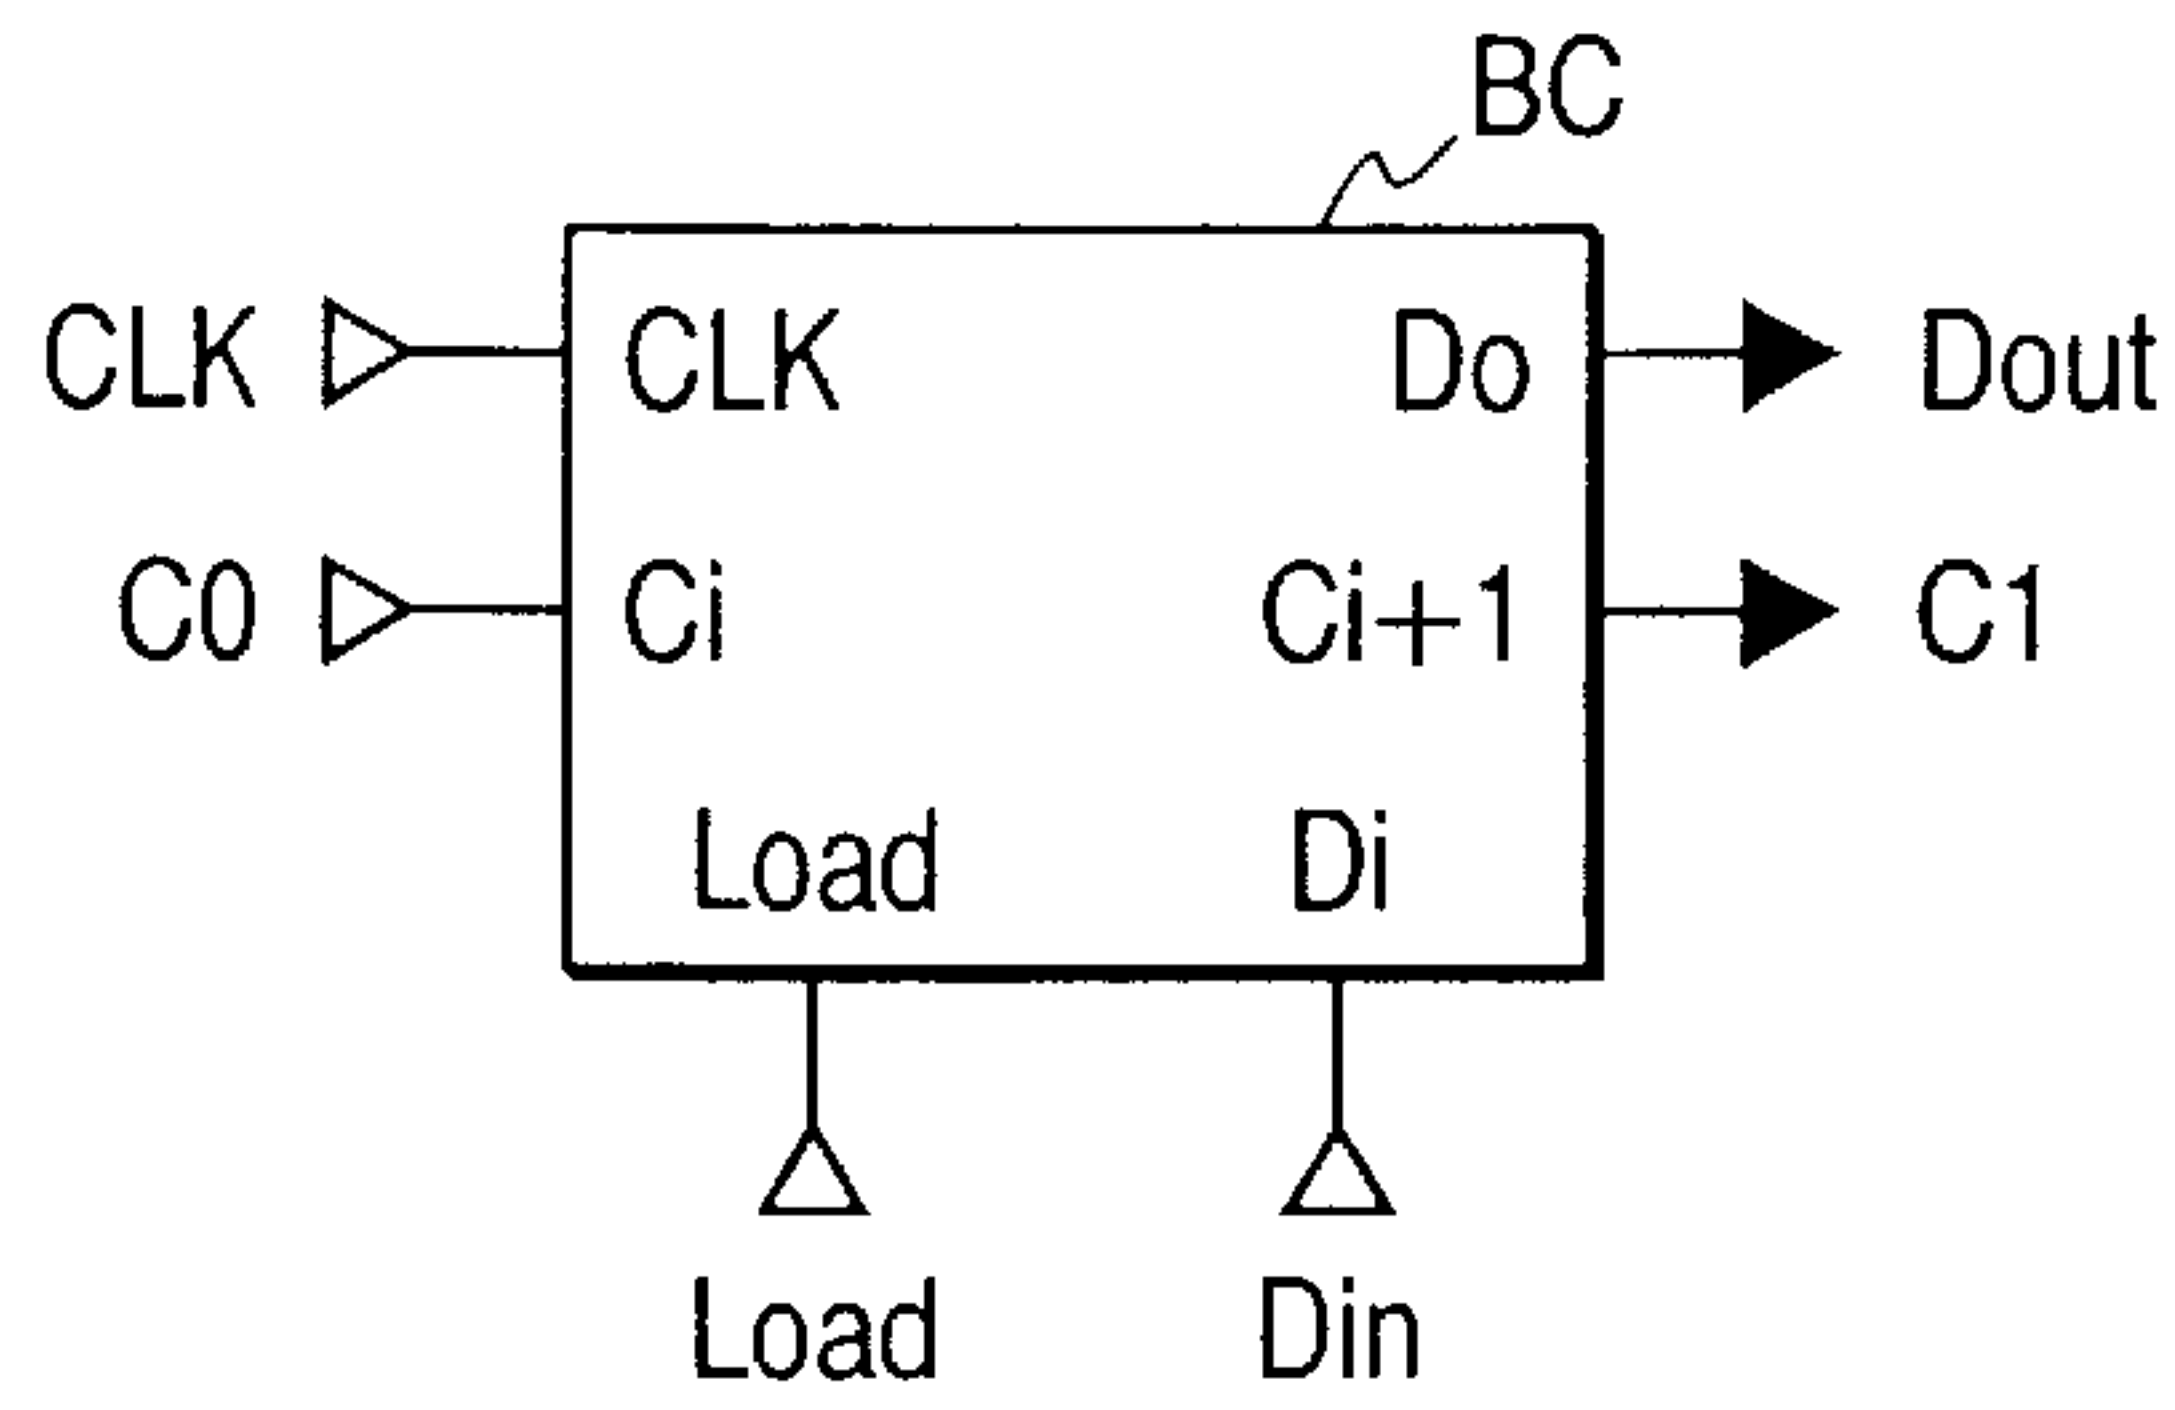 BC
CLK CLK Do Dout
C0 Ci Ci+1 C1
Load Di
Load Din